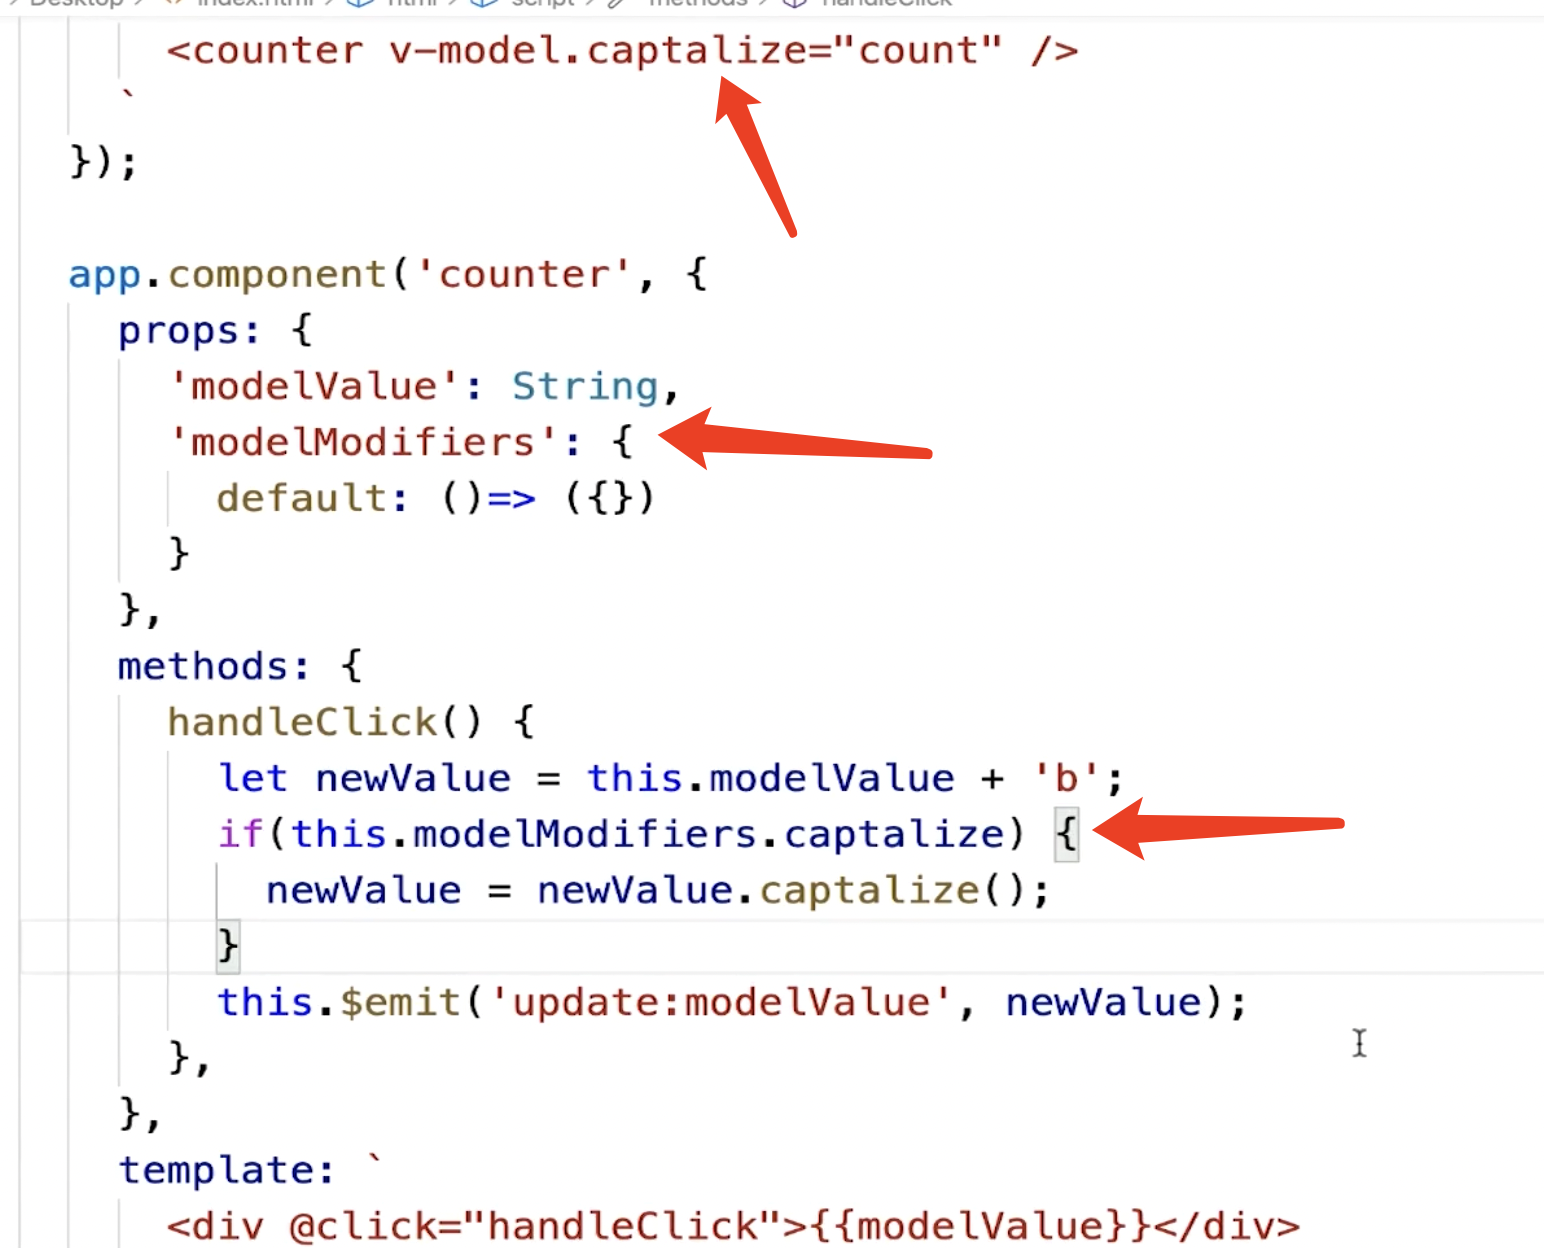 Desktop > index.html > html > script > methods > handleClick
<counter v-model.captalize="count" />
`
});
app.component('counter', {
props: {
'modelValue': String,
'modelModifiers': {
default: ()=> ({})
}
},
methods: {
handleClick() {
let newValue = this.modelValue + 'b';
if(this.modelModifiers.captalize) {
newValue = newValue.captalize();
}
this.$emit('update:modelValue', newValue);
},
},
template: `
<div @click="handleClick">{{modelValue}}</div>